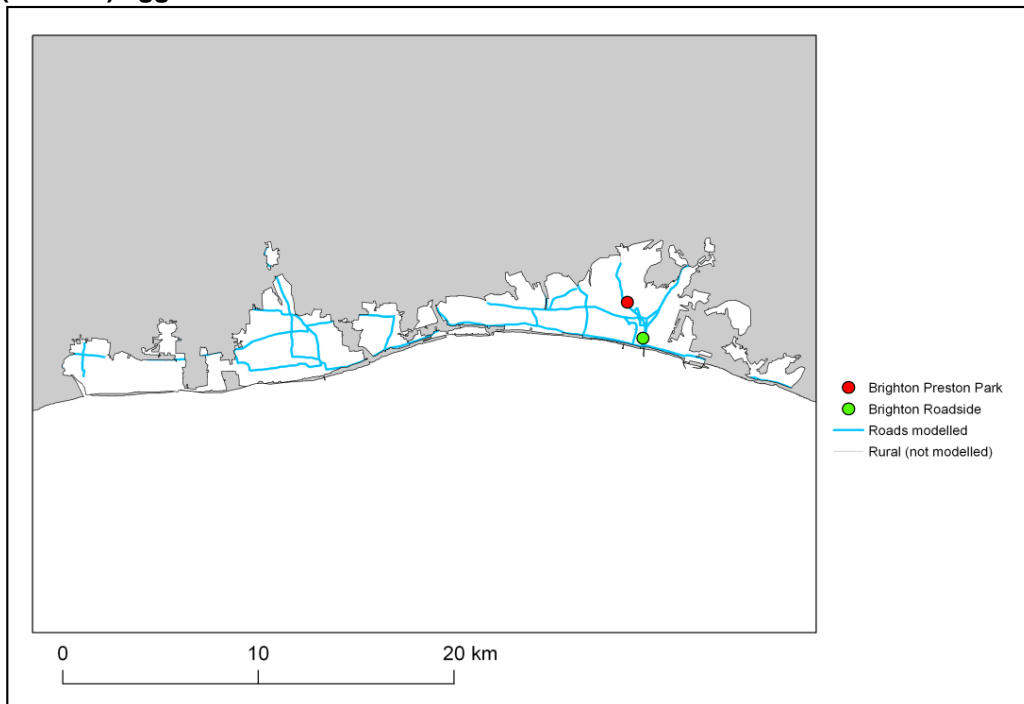 Brighton Preston Park
Brighton Roadside
Roads modelled
Rural (not modelled)
0 10 20 km